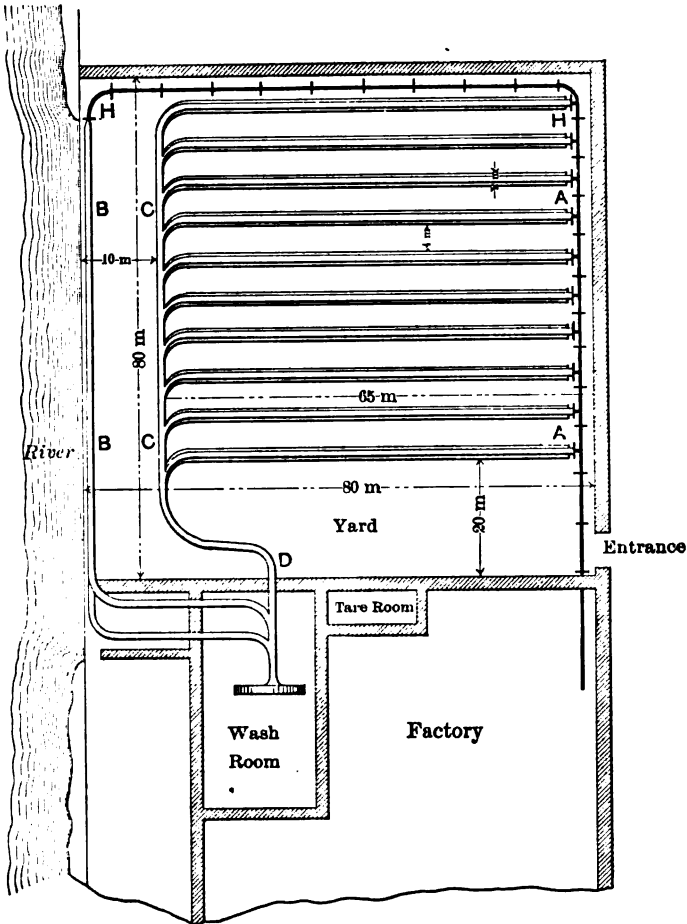 H
H
B
C
A
10-m
80 m
65-m
B
C
A
River
80 m
20-m
Yard
Entrance
D
Tare Room
Wash
Room
Factory